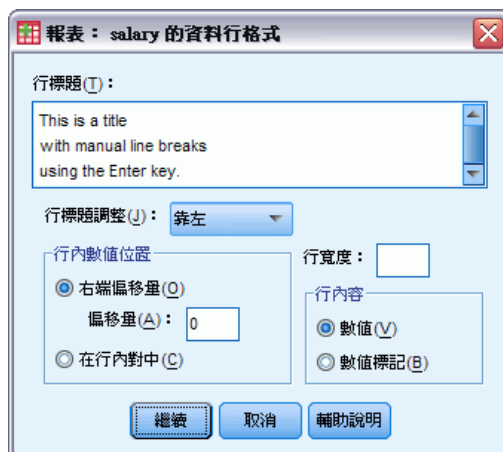 報表： salary 的資料行格式
行標題(T)：
This is a title
with manual line breaks
using the Enter key.
行標題調整(J)： 靠左
行內數值位置
右端偏移量(O)
偏移量(A)： 0
在行內對中(C)
行寬度：
行內容
數值(V)
數值標記(B)
繼續 取消 輔助說明